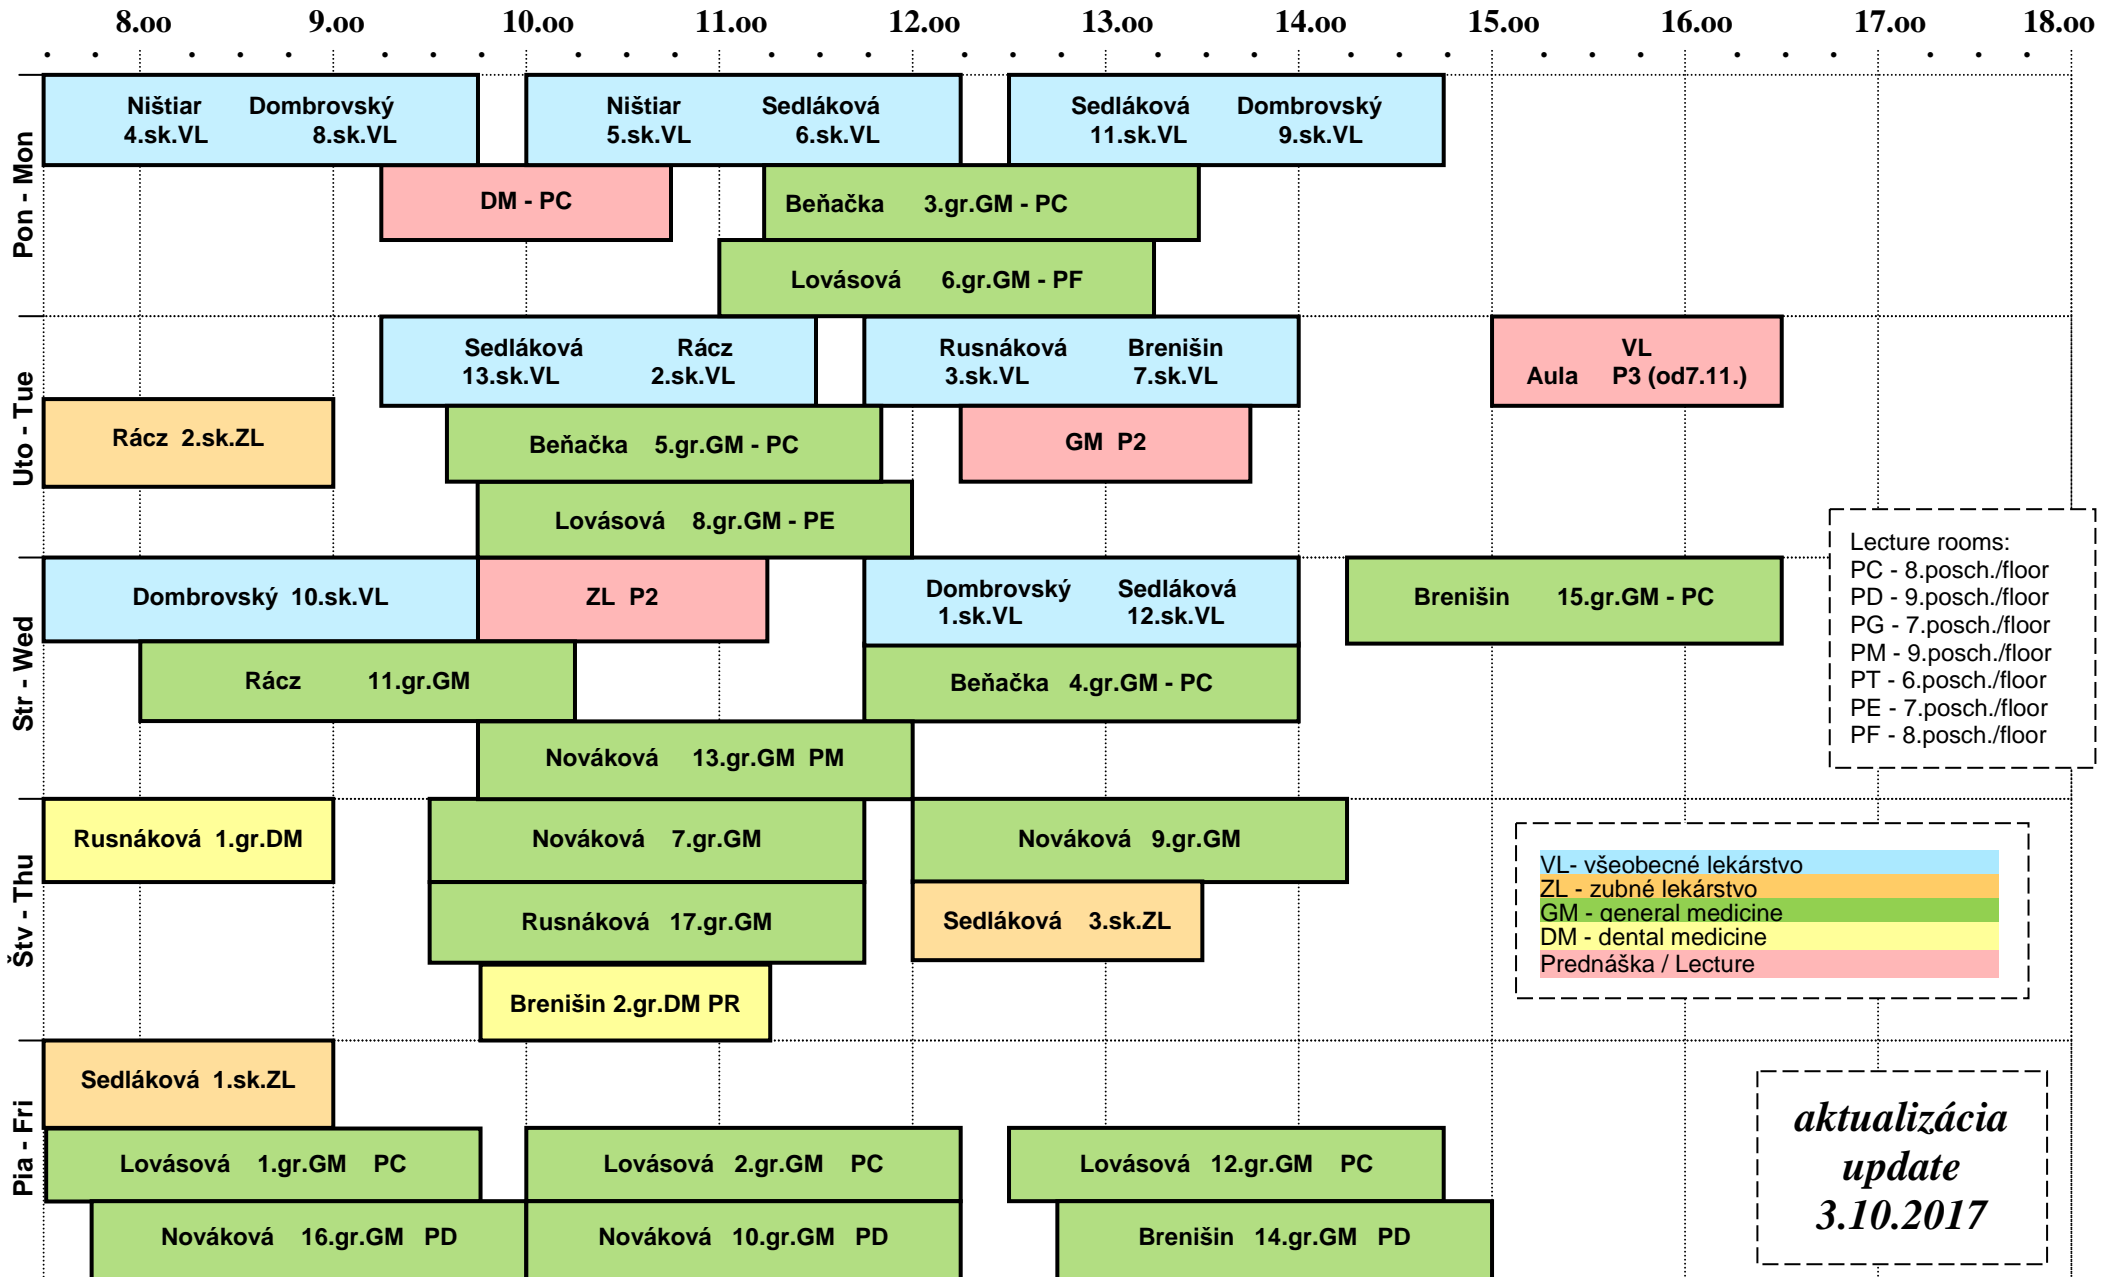 8.oo 9.oo 10.oo 11.oo 12.oo 13.oo 14.oo 15.oo 16.oo 17.oo 18.oo
Pon - Mon
Ništiar Dombrovský
4.sk.VL 8.sk.VL
Ništiar Sedláková
5.sk.VL 6.sk.VL
Sedláková Dombrovský
11.sk.VL 9.sk.VL
DM - PC
Beňačka 3.gr.GM - PC
Lovásová 6.gr.GM - PF
Uto - Tue
Sedláková Rácz
13.sk.VL 2.sk.VL
Rusnáková Brenišin
3.sk.VL 7.sk.VL
VL
Aula P3 (od7.11.)
Rácz 2.sk.ZL
Beňačka 5.gr.GM - PC
GM P2
Lovásová 8.gr.GM - PE
Str - Wed
Dombrovský 10.sk.VL
ZL P2
Dombrovský Sedláková
1.sk.VL 12.sk.VL
Brenišin 15.gr.GM - PC
Rácz 11.gr.GM
Beňačka 4.gr.GM - PC
Nováková 13.gr.GM PM
Lecture rooms:
PC - 8.posch./floor
PD - 9.posch./floor
PG - 7.posch./floor
PM - 9.posch./floor
PT - 6.posch./floor
PE - 7.posch./floor
PF - 8.posch./floor
Štv - Thu
Rusnáková 1.gr.DM
Nováková 7.gr.GM
Nováková 9.gr.GM
Rusnáková 17.gr.GM
Sedláková 3.sk.ZL
Brenišin 2.gr.DM PR
VL- všeobecné lekárstvo
ZL - zubné lekárstvo
GM - general medicine
DM - dental medicine
Prednáška / Lecture
Pia - Fri
Sedláková 1.sk.ZL
Lovásová 1.gr.GM PC
Lovásová 2.gr.GM PC
Lovásová 12.gr.GM PC
Nováková 16.gr.GM PD
Nováková 10.gr.GM PD
Brenišin 14.gr.GM PD
aktualizácia
update
3.10.2017